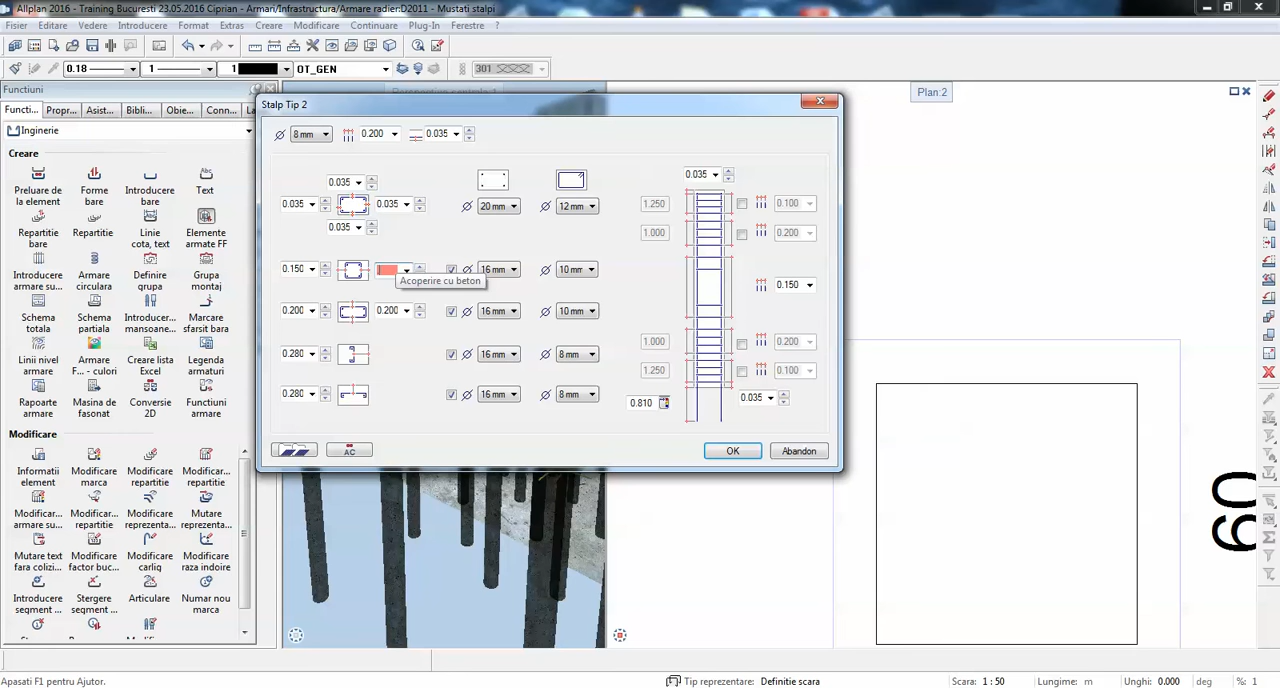 Allplan 2016 - Training Bucuresti 23.05.2016 Ciprian - Armari/Infrastructura/Armare radier:D2011 - Mustati stalpi
Fisier Editare Vedere Introducere Format Extras Creare Modificare Continuare Plug-In Ferestre ?
0.18 1 1 OT_GEN 301
Functiuni
Functi... Propr... Asist... Bibli... Obie... Conn... La
Inginerie
Creare
Preluare de la element
Forme bare
Introducere bare
Text
Repartitie bare
Repartitie
Linie cota, text
Elemente armate FF
Introducere armare su...
Armare circulara
Definire grupa
Grupa montaj
Schema totala
Schema partiala
Introducer... mansoane...
Marcare sfarsit bara
Linii nivel armare
Armare F... - culori
Creare lista Excel
Legenda armaturi
Rapoarte armare
Masina de fasonat
Conversie 2D
Functiuni armare
Modificare
Informatii element
Modificare marca
Modificare repartitie
Modificar... repartitie
Modificar... armare su...
Modificar... repartitie
Modificare reprezenta...
Mutare reprezenta...
Mutare text fara colizi...
Modificare factor buc...
Modificare carlig
Modificare raza indoire
Introducere segment ...
Stergere segment ...
Articulare
Numar nou marca
Stalp Tip 2
8 mm 0.200 0.035
0.035 0.035
0.035 0.035 20 mm 12 mm 1.250 0.100
0.035 1.000 0.200
0.150 16 mm 10 mm
Acoperire cu beton 0.150
0.200 0.200 16 mm 10 mm
0.280 16 mm 8 mm 1.000 0.200
1.250 0.100
0.280 16 mm 8 mm 0.810 0.035
AC OK Abandon
Plan:2
60
Apasati F1 pentru Ajutor.
Tip reprezentare: Definitie scara Scara: 1 : 50 Lungime: m Unghi: 0.000 deg %: 1